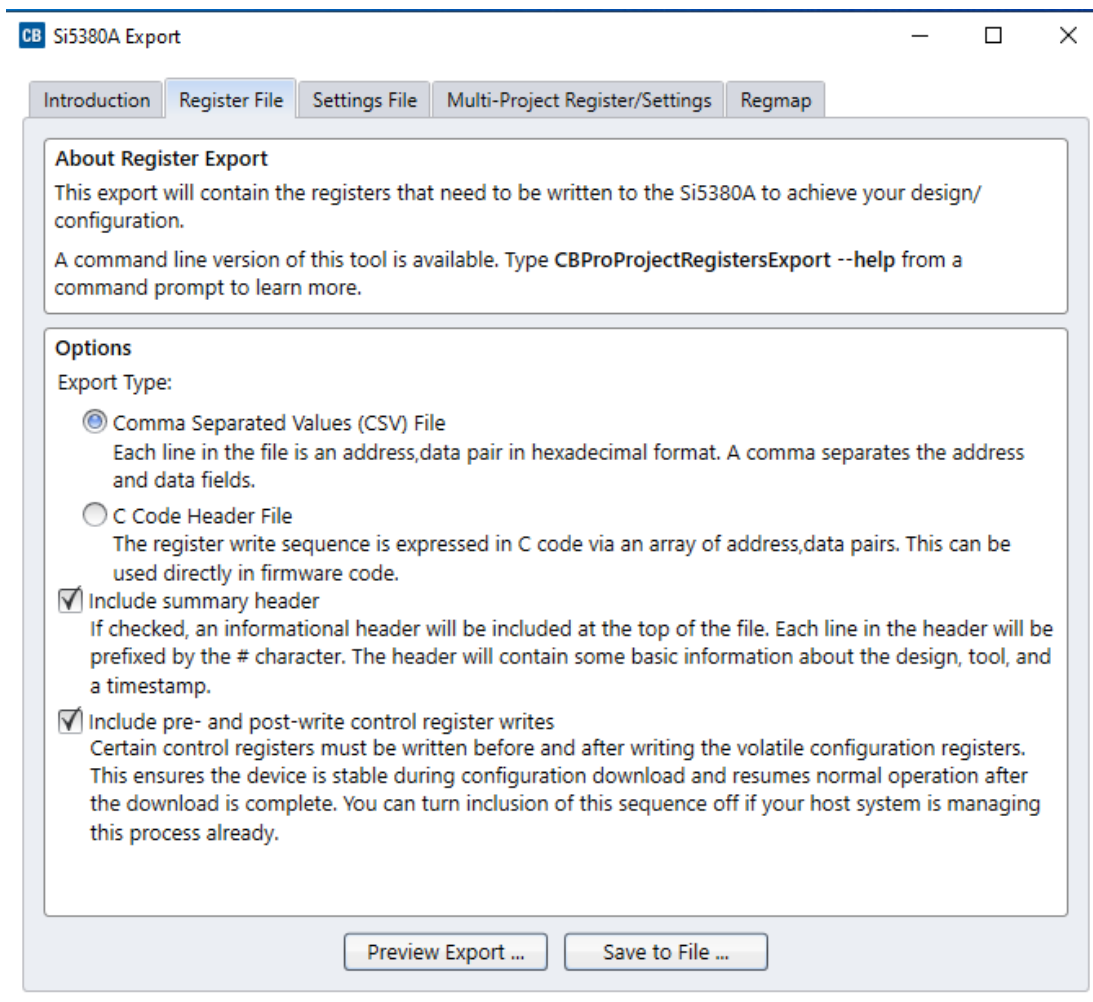 CB Si5380A Export
Introduction Register File Settings File Multi-Project Register/Settings Regmap
About Register Export
This export will contain the registers that need to be written to the Si5380A to achieve your design/
configuration.
A command line version of this tool is available. Type CBProProjectRegistersExport --help from a
command prompt to learn more.
Options
Export Type:
Comma Separated Values (CSV) File
Each line in the file is an address,data pair in hexadecimal format. A comma separates the address
and data fields.
C Code Header File
The register write sequence is expressed in C code via an array of address,data pairs. This can be
used directly in firmware code.
Include summary header
If checked, an informational header will be included at the top of the file. Each line in the header will be
prefixed by the # character. The header will contain some basic information about the design, tool, and
a timestamp.
Include pre- and post-write control register writes
Certain control registers must be written before and after writing the volatile configuration registers.
This ensures the device is stable during configuration download and resumes normal operation after
the download is complete. You can turn inclusion of this sequence off if your host system is managing
this process already.
Preview Export ... Save to File ...